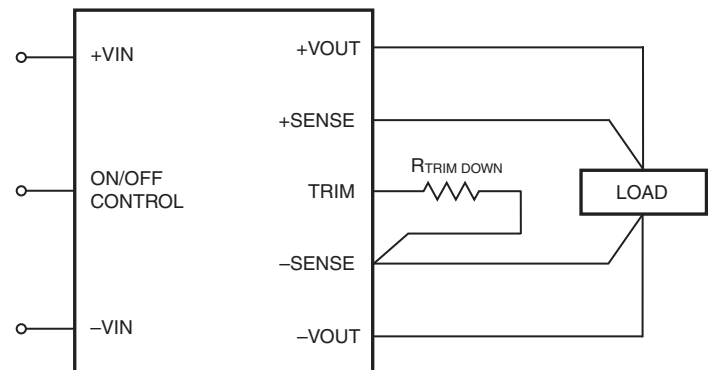 +VIN
+VOUT
+SENSE
RTRIM DOWN
ON/OFF
CONTROL
TRIM
LOAD
–SENSE
–VIN
–VOUT